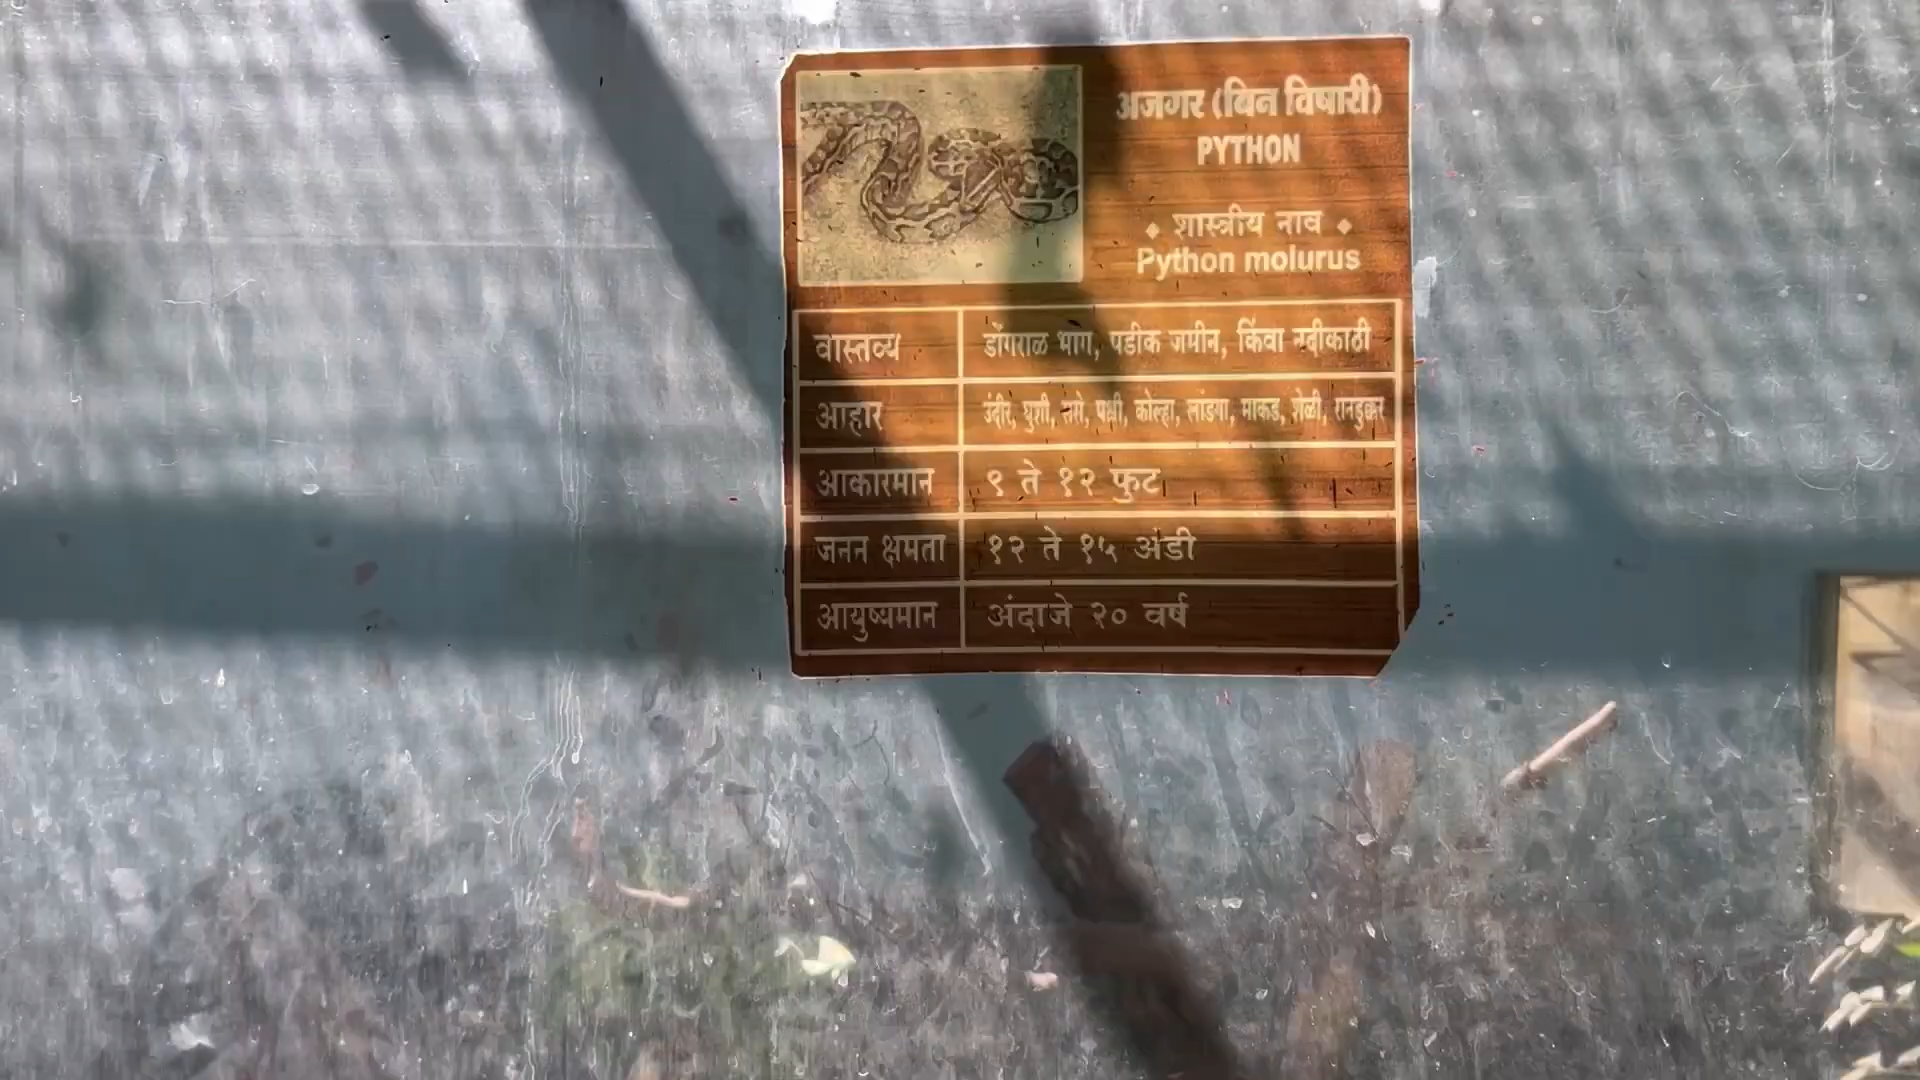 अजगर (बिन विषारी)
PYTHON
शास्त्रीय नाव
Python molurus
वास्तव्य डोंगराळ भाग, पडीक जमीन, किंवा नदीकाठी
आहार उंदीर, घुशी, ससे, पक्षी, कोल्हा, लांडगा, माकड, शेळी, रानडुक्कर
आकारमान ९ ते १२ फुट
जनन क्षमता १२ ते १५ अंडी
आयुष्यमान अंदाजे २० वर्ष